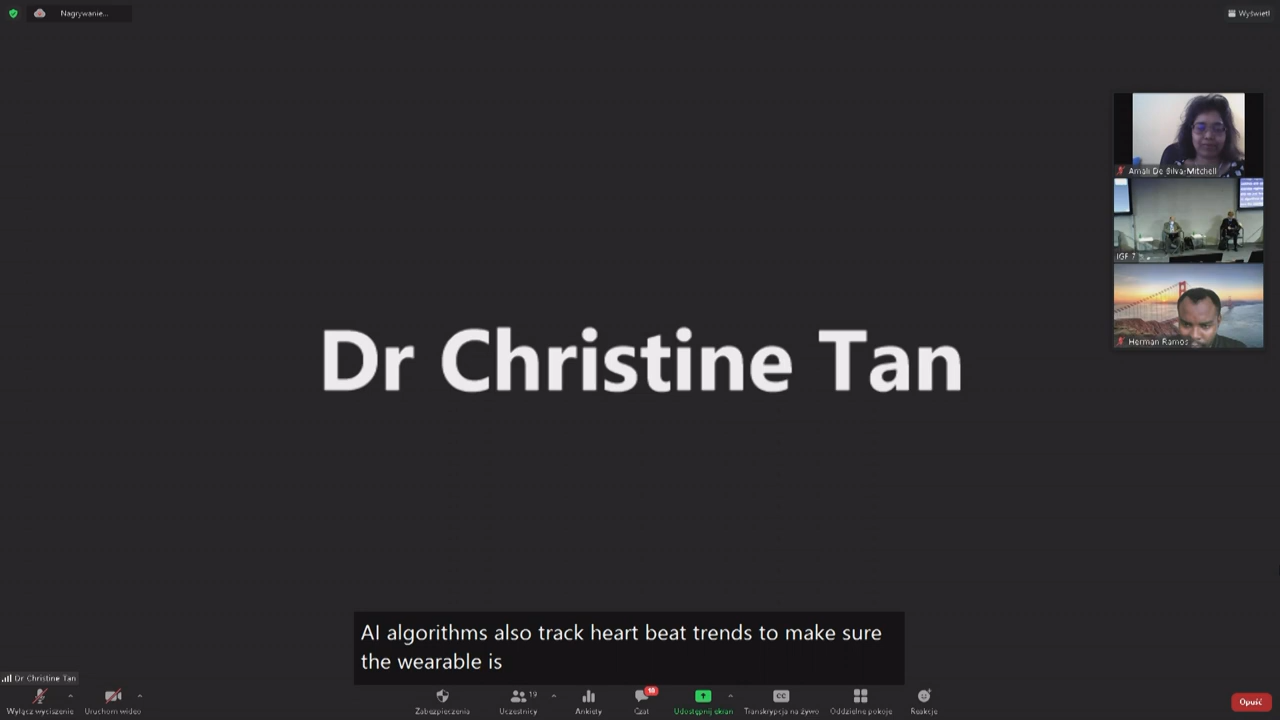 Nagrywanie...
Wyświetl
Amali De Silva-Mitchell
IGF 7
Herman Ramos
Dr Christine Tan
AI algorithms also track heart beat trends to make sure
the wearable is
Dr Christine Tan
Wyłącz wyciszenie
Uruchom wideo
Zabezpieczenia
Uczestnicy
19
Ankiety
Czat
18
Udostępnij ekran
CC
Transkrypcja na żywo
Oddzielne pokoje
Reakcje
Opuść